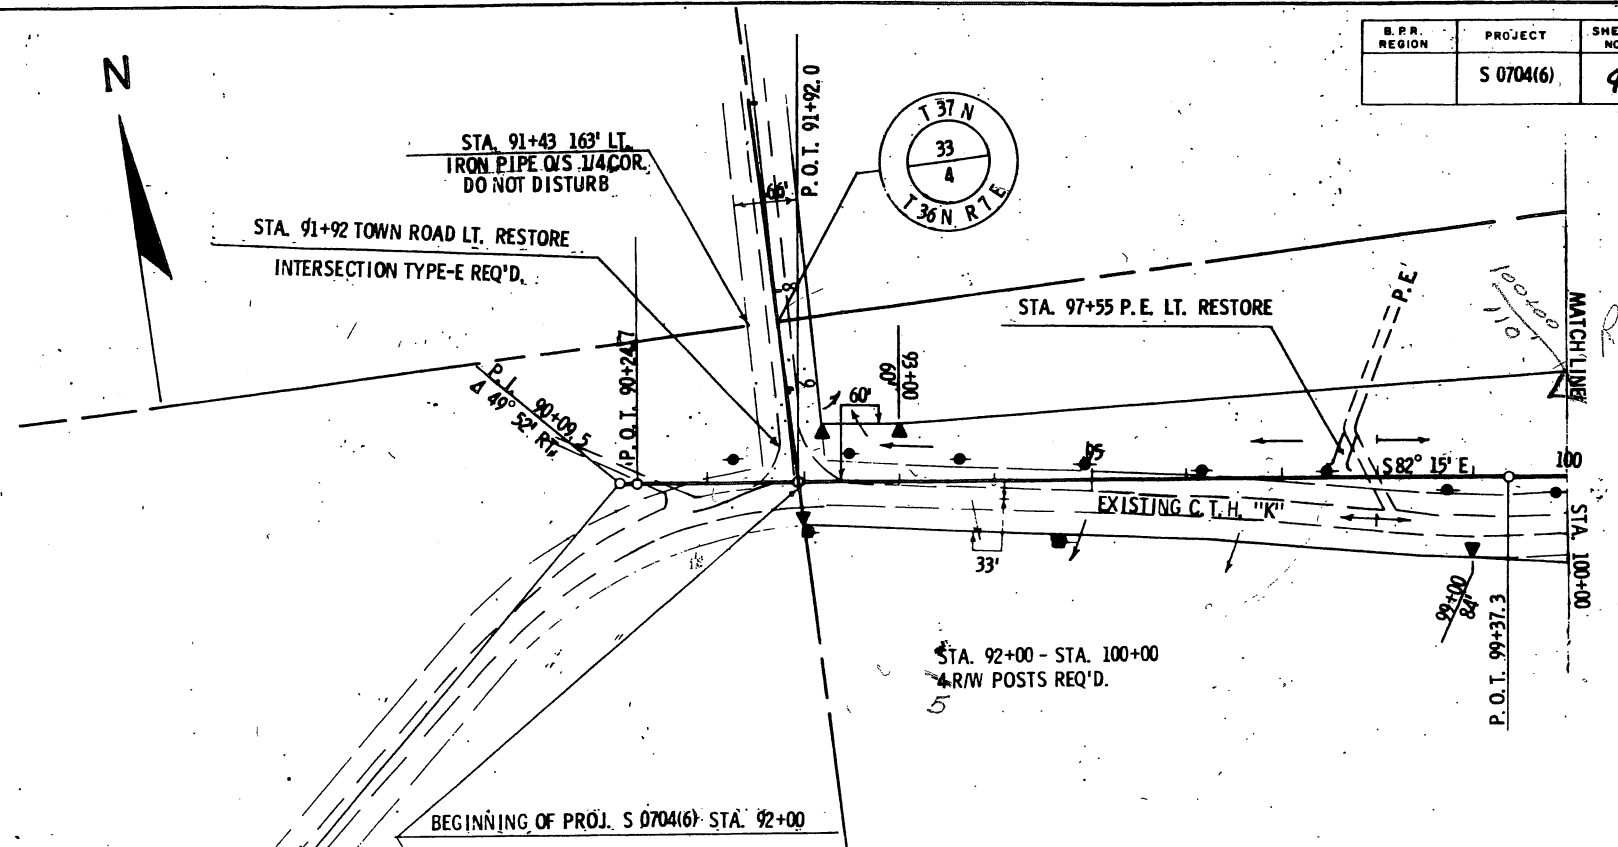 B.P.R. REGION
PROJECT
S 0704(6)
N
STA. 91+43 163' LT.
IRON PIPE O/S 1/4 COR.
DO NOT DISTURB
66'
P.O.T. 91+92.0
T 37 N
33
4
T 36 N R 7 E
STA. 91+92 TOWN ROAD LT. RESTORE
INTERSECTION TYPE-E REQ'D.
STA. 97+55 P.E. LT. RESTORE
P.E.
100+00
110'
MATCH LINE
P.I. 90+09.5
Δ 49° 52' RT.
P.O.T. 90+24.7
60'
93+00
60'
95
S 82° 15' E
100
EXISTING C.T.H. "K"
33'
STA. 100+00
99+00
84'
P.O.T. 99+37.3
STA. 92+00 - STA. 100+00
4 R/W POSTS REQ'D.
5
BEGINNING OF PROJ. S 0704(6) STA. 92+00